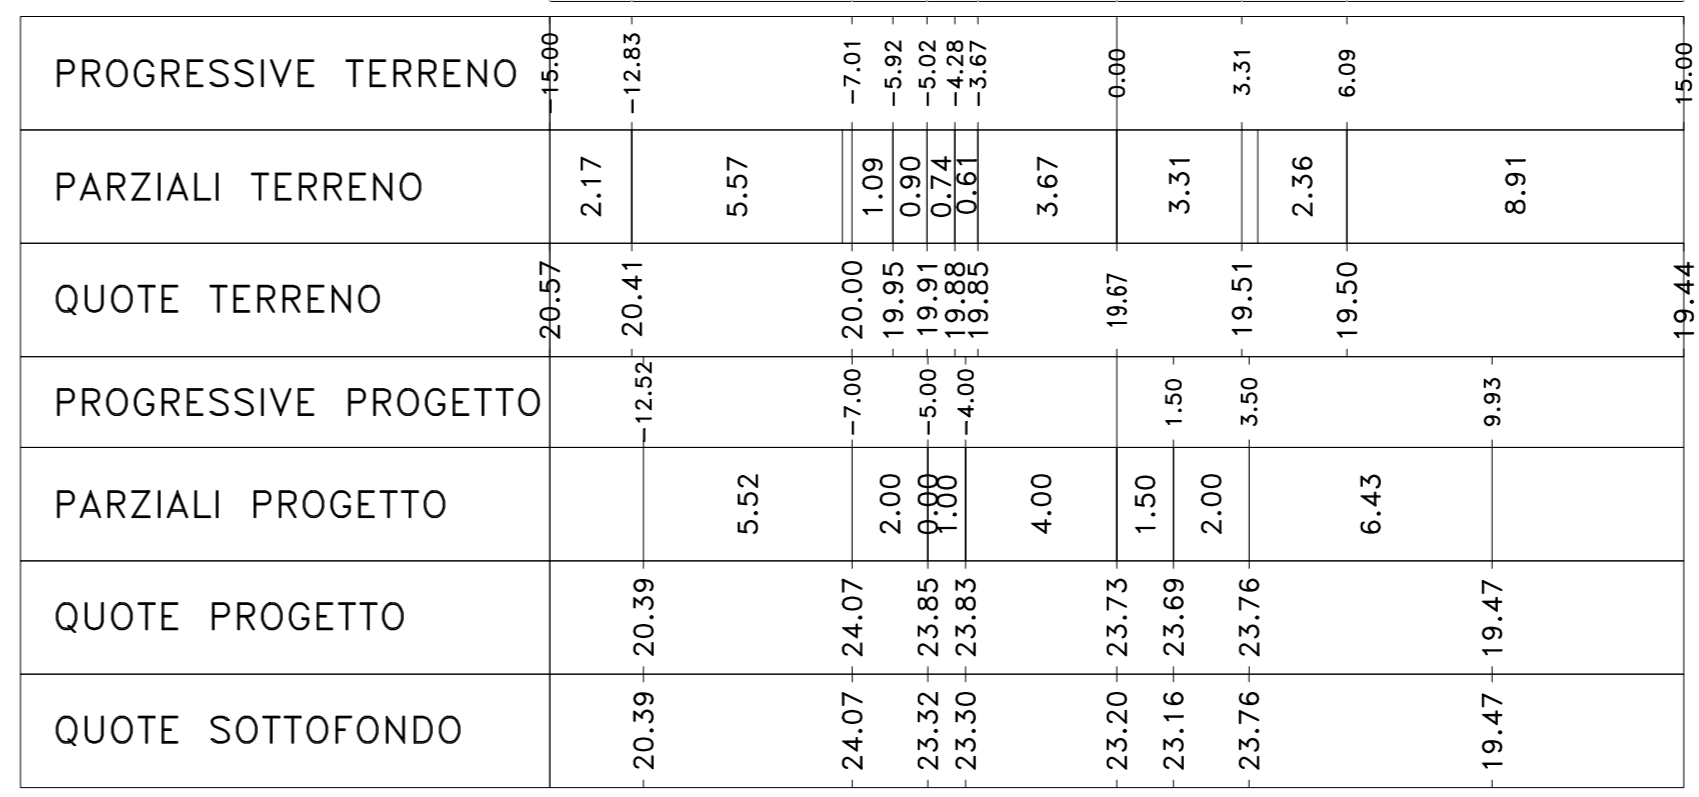 PROGRESSIVE TERRENO -15.00 -12.83 -7.01 -5.92 -5.02 -4.28 -3.67 0.00 3.31 6.09 15.00
PARZIALI TERRENO 2.17 5.57 1.09 0.90 0.74 0.61 3.67 3.31 2.36 8.91
QUOTE TERRENO 20.57 20.41 20.00 19.95 19.91 19.88 19.85 19.67 19.51 19.50 19.44
PROGRESSIVE PROGETTO -12.52 -7.00 -5.00 -4.00 1.50 3.50 9.93
PARZIALI PROGETTO 5.52 2.00 0.00 1.00 4.00 1.50 2.00 6.43
QUOTE PROGETTO 20.39 24.07 23.85 23.83 23.73 23.69 23.76 19.47
QUOTE SOTTOFONDO 20.39 24.07 23.32 23.30 23.20 23.16 23.76 19.47